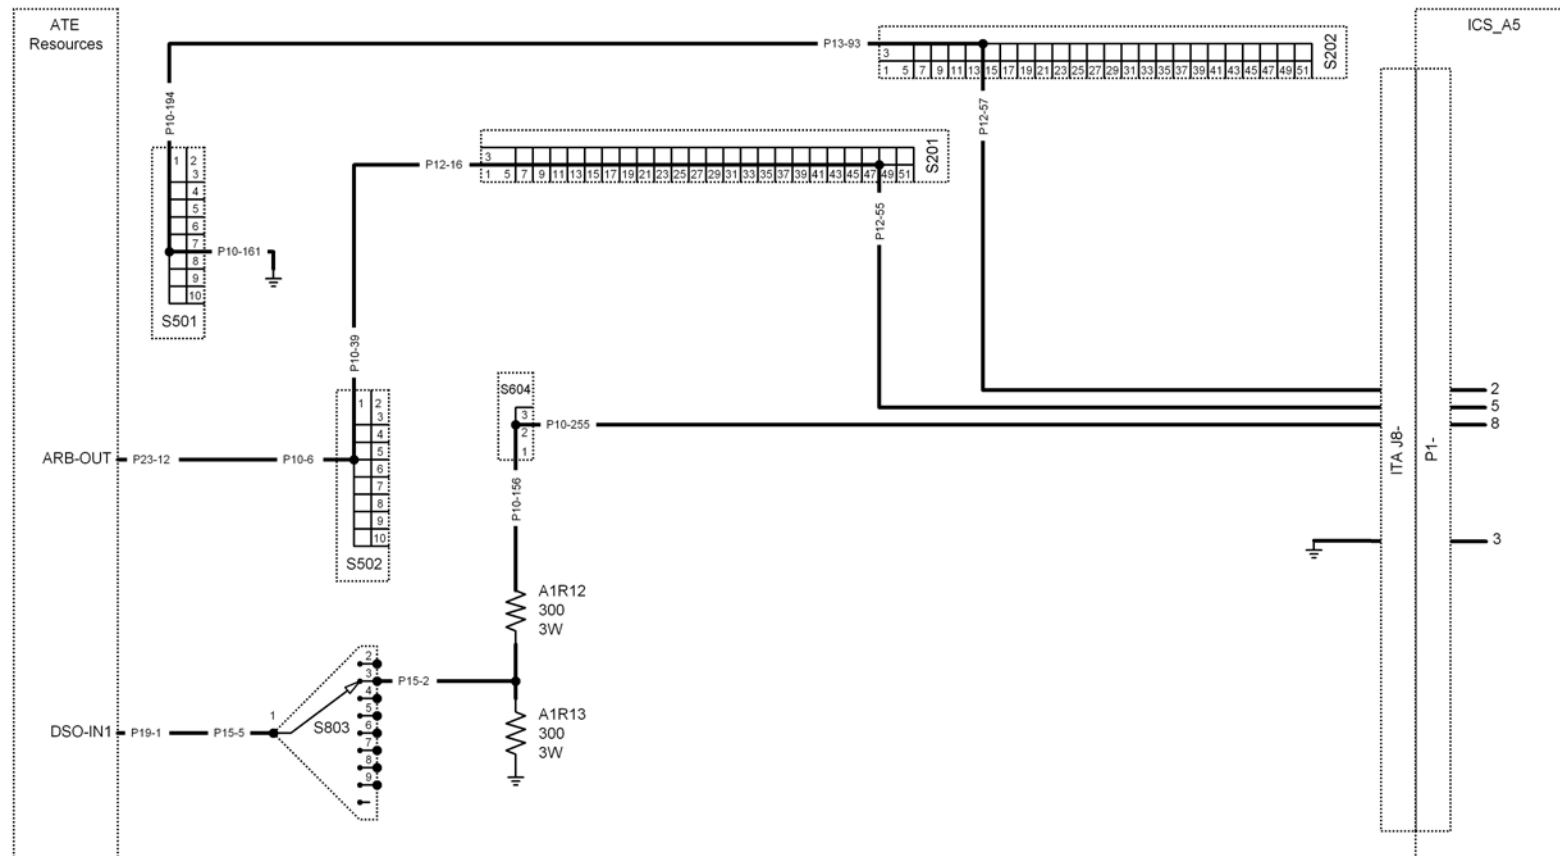 ATE
Resources
ICS_A5
P13-93
S202
3
1 5 7 9 11 13 15 17 19 21 23 25 27 29 31 33 35 37 39 41 43 45 47 49 51
P10-194
P12-57
P12-16
S201
3
1 5 7 9 11 13 15 17 19 21 23 25 27 29 31 33 35 37 39 41 43 45 47 49 51
1 2
3
4
5
6
7
8
9
10
S501
P10-161
P12-55
P10-39
S604
3
2
1
P10-255
2
5
8
ITA J8-
P1-
1 2
3
4
5
6
7
8
9
10
S502
ARB-OUT
P23-12
P10-6
P10-156
3
A1R12
300
3W
2
3
4
5
6
7
8
9
P15-2
1
S803
DSO-IN1
P19-1
P15-5
A1R13
300
3W